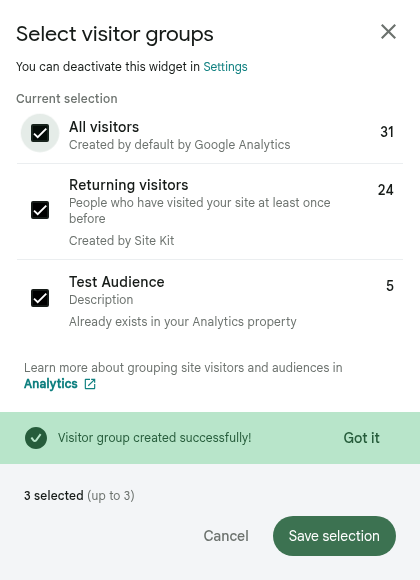 Select visitor groups
You can deactivate this widget in Settings
Current selection
All visitors
31
Created by default by Google Analytics
Returning visitors
24
People who have visited your site at least once
before
Created by Site Kit
Test Audience
5
Description
Already exists in your Analytics property
Learn more about grouping site visitors and audiences in
Analytics
Visitor group created successfully!
Got it
3 selected (up to 3)
Cancel
Save selection